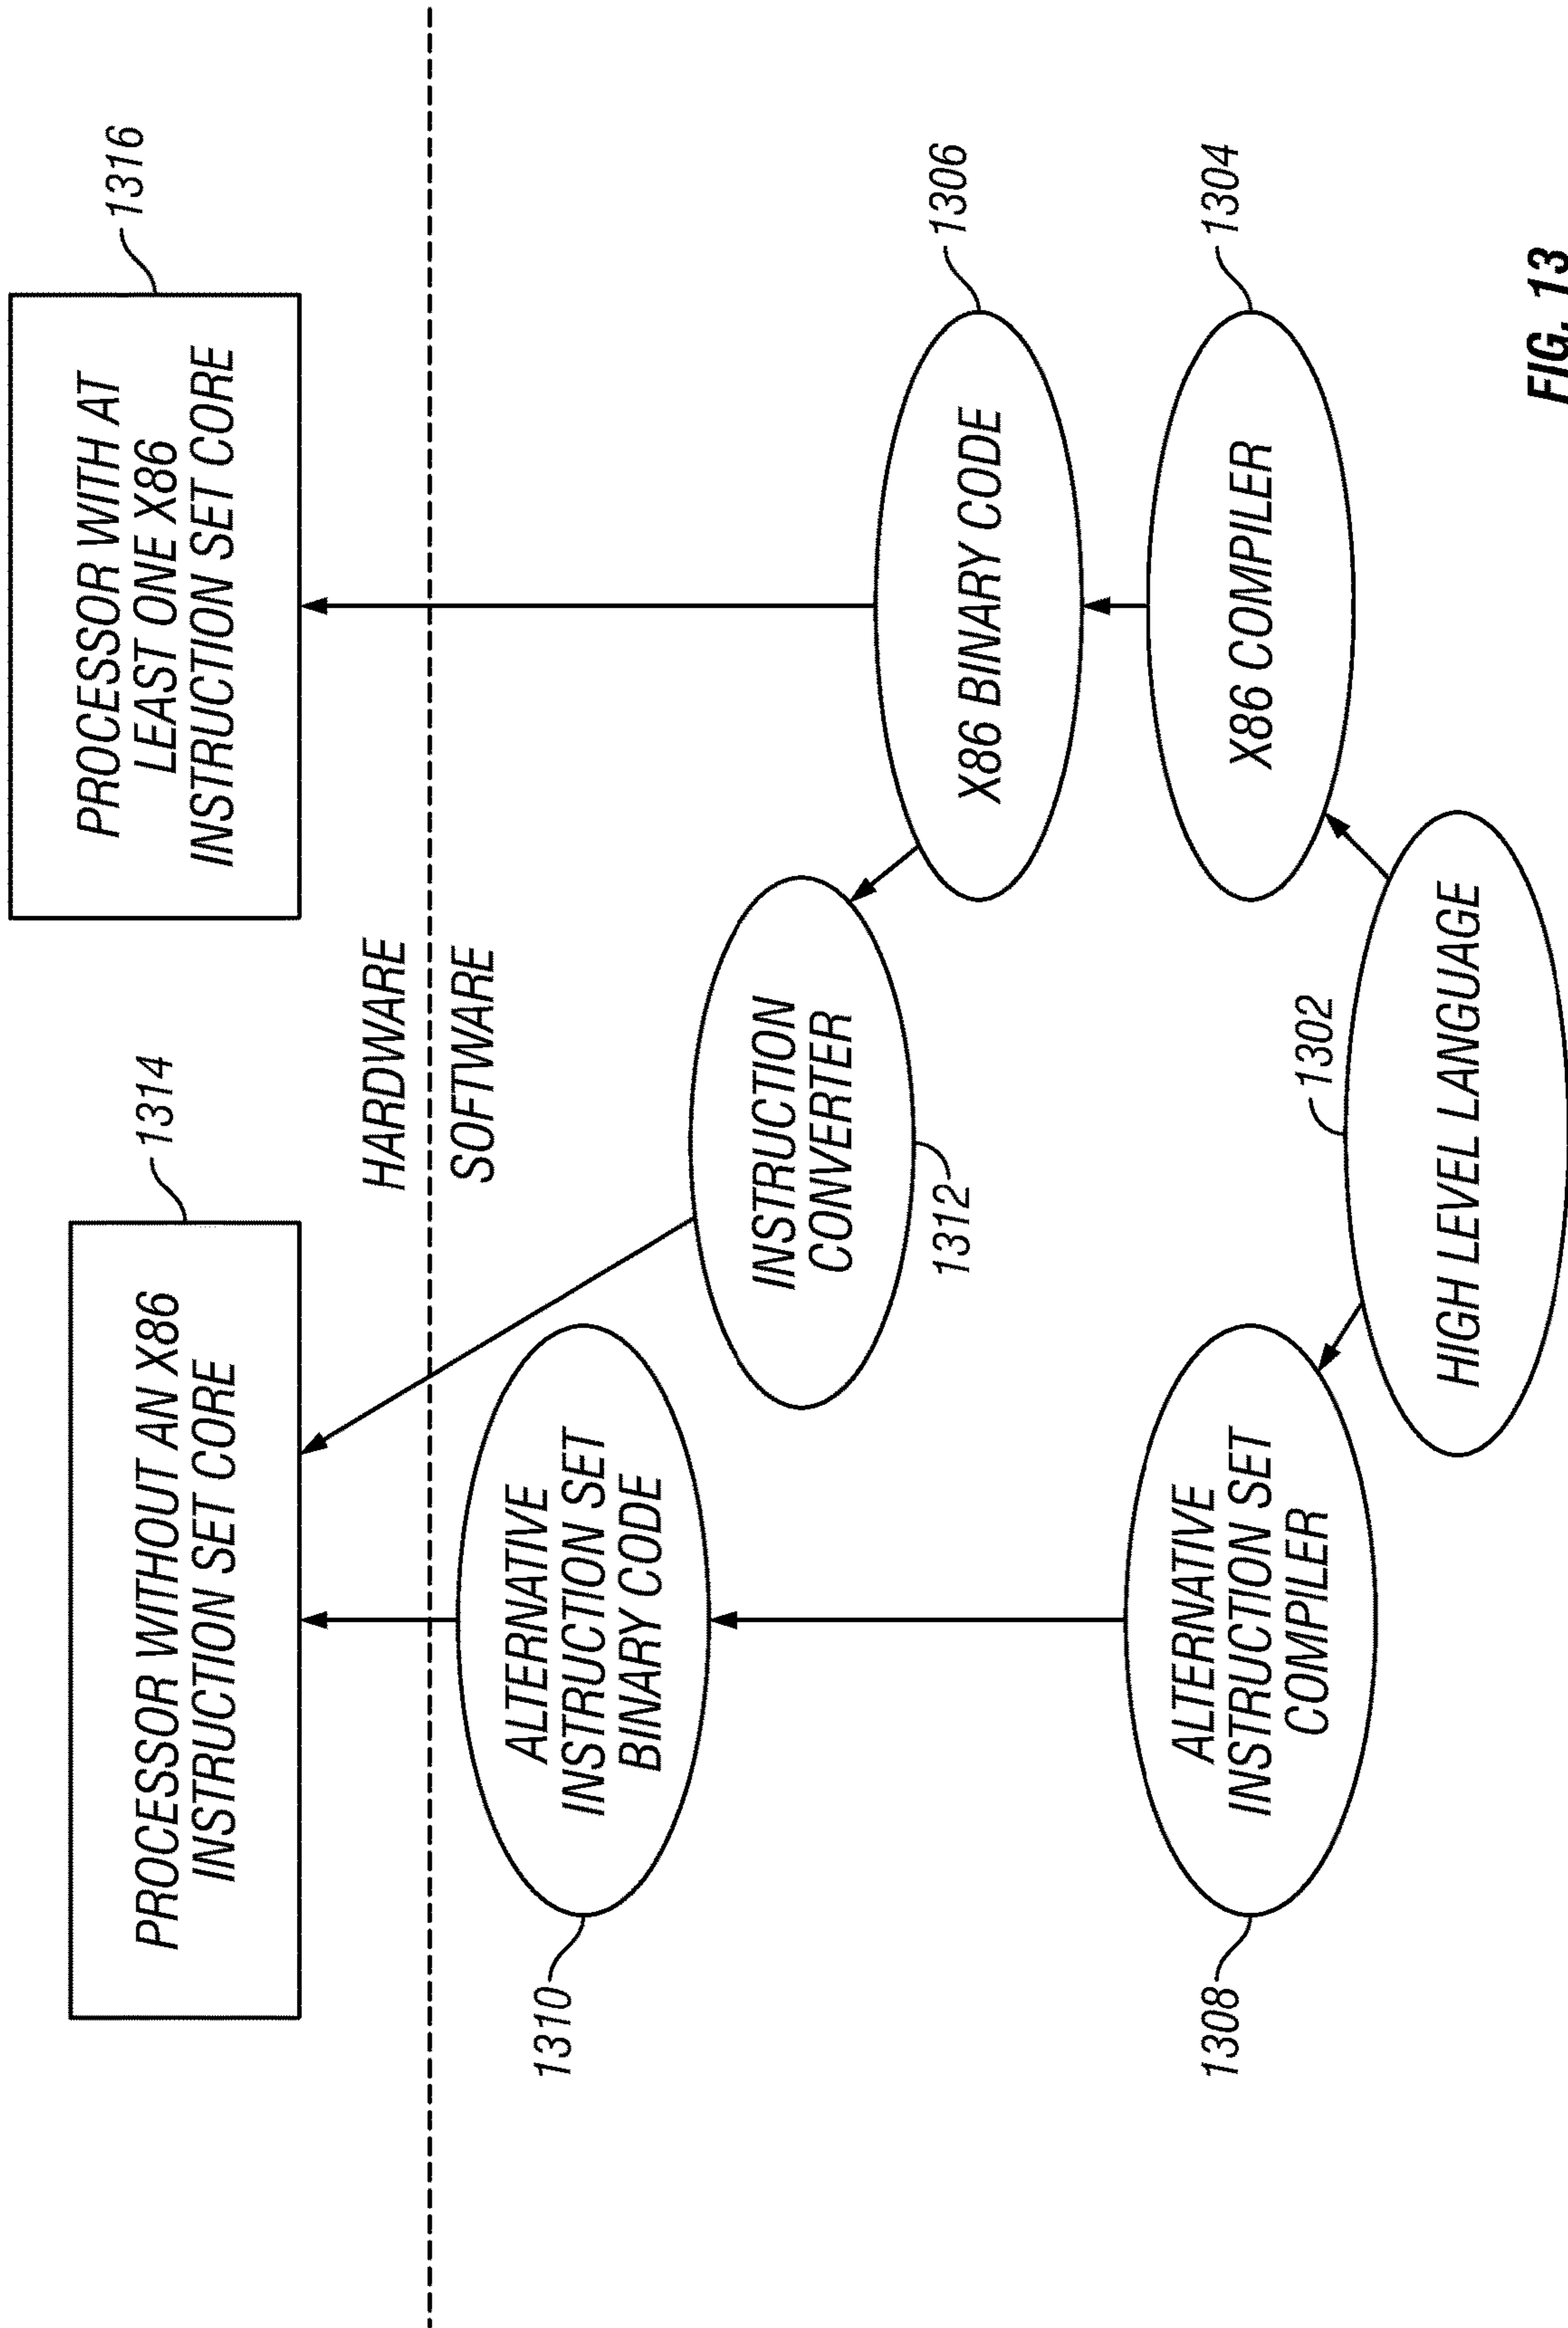 PROCESSOR WITHOUT AN X86
INSTRUCTION SET CORE
1314
PROCESSOR WITH AT
LEAST ONE X86
INSTRUCTION SET CORE
1316
HARDWARE
SOFTWARE
1310
ALTERNATIVE
INSTRUCTION SET
BINARY CODE
INSTRUCTION
CONVERTER
1312
X86 BINARY CODE
1306
1308
ALTERNATIVE
INSTRUCTION SET
COMPILER
X86 COMPILER
1304
1302
HIGH LEVEL LANGUAGE
FIG. 13